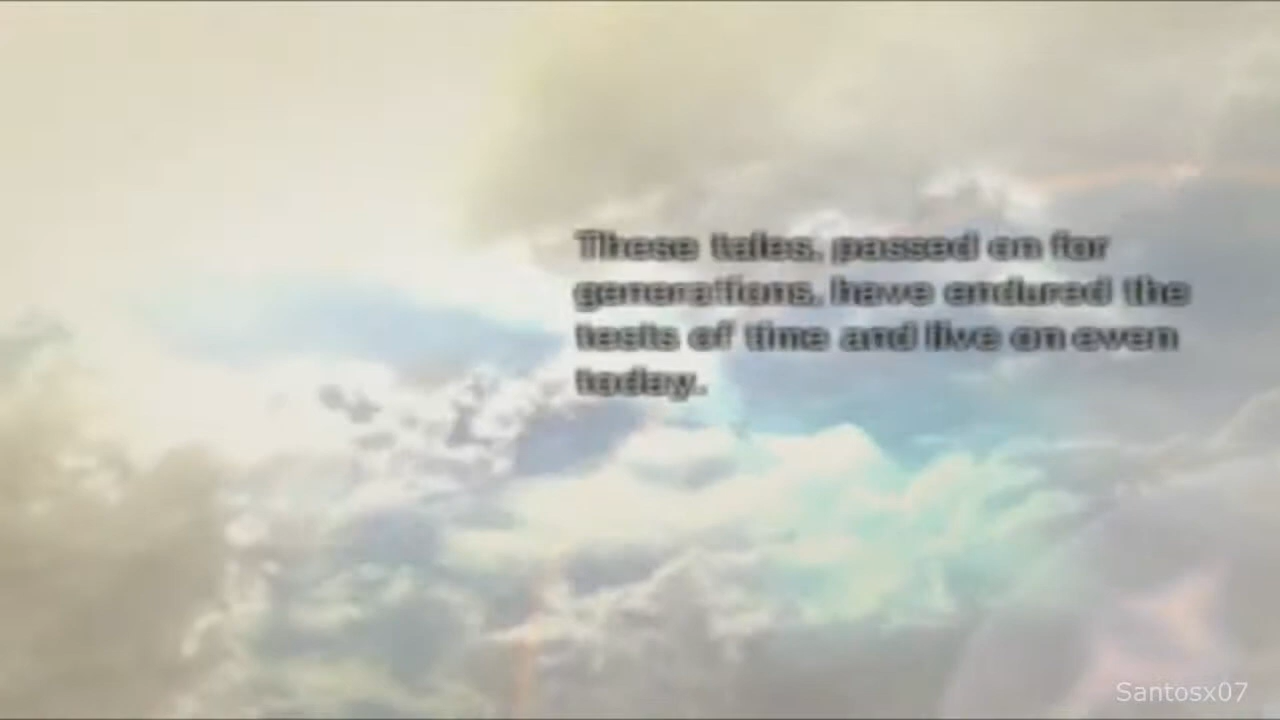 These tales, passed on for
generations, have endured the
tests of time and live on even
today.
Santosx07